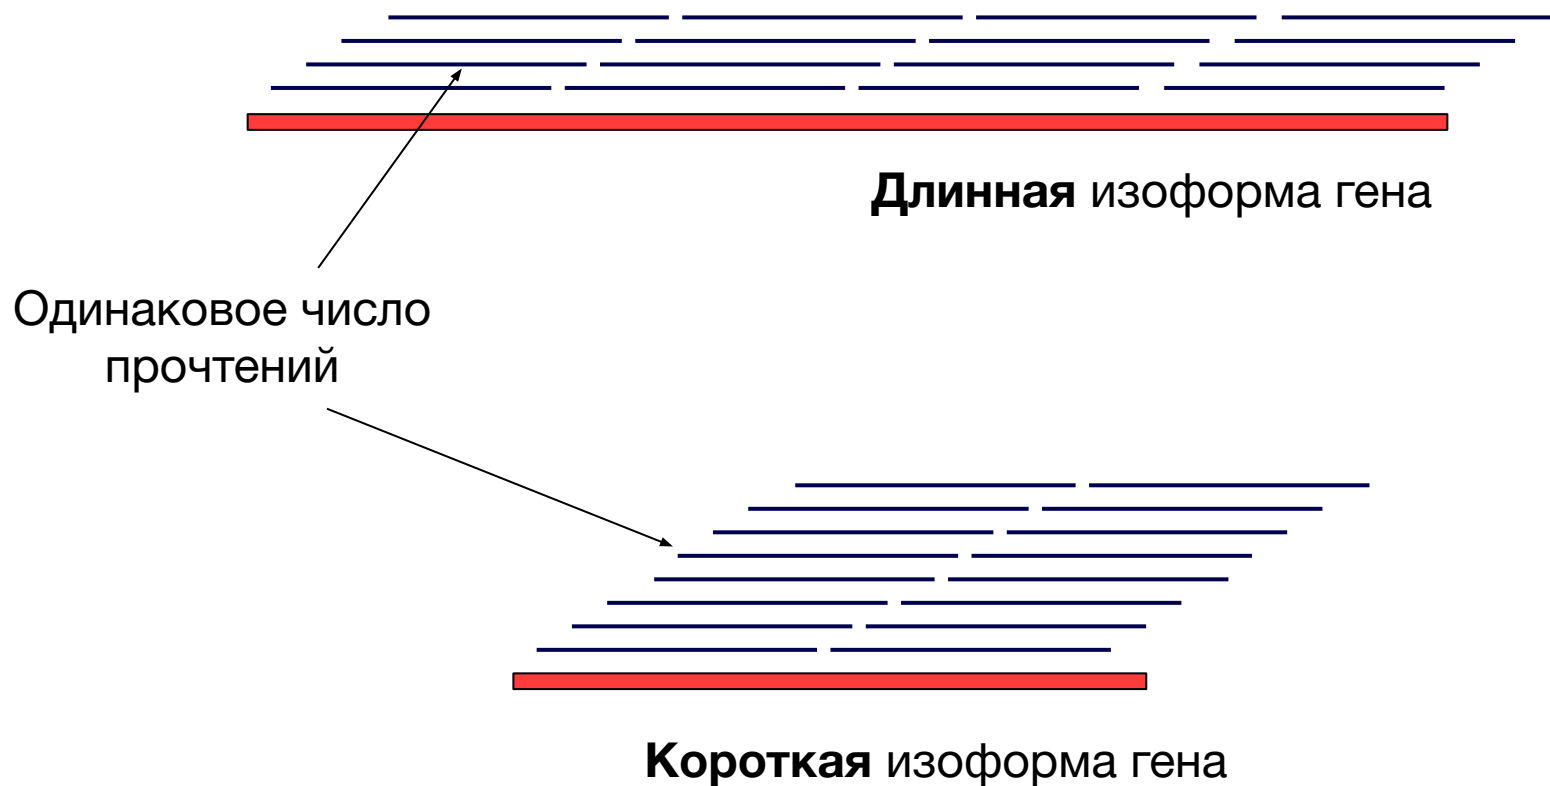 Длинная изоформа гена
Одинаковое число
прочтений
Короткая изоформа гена